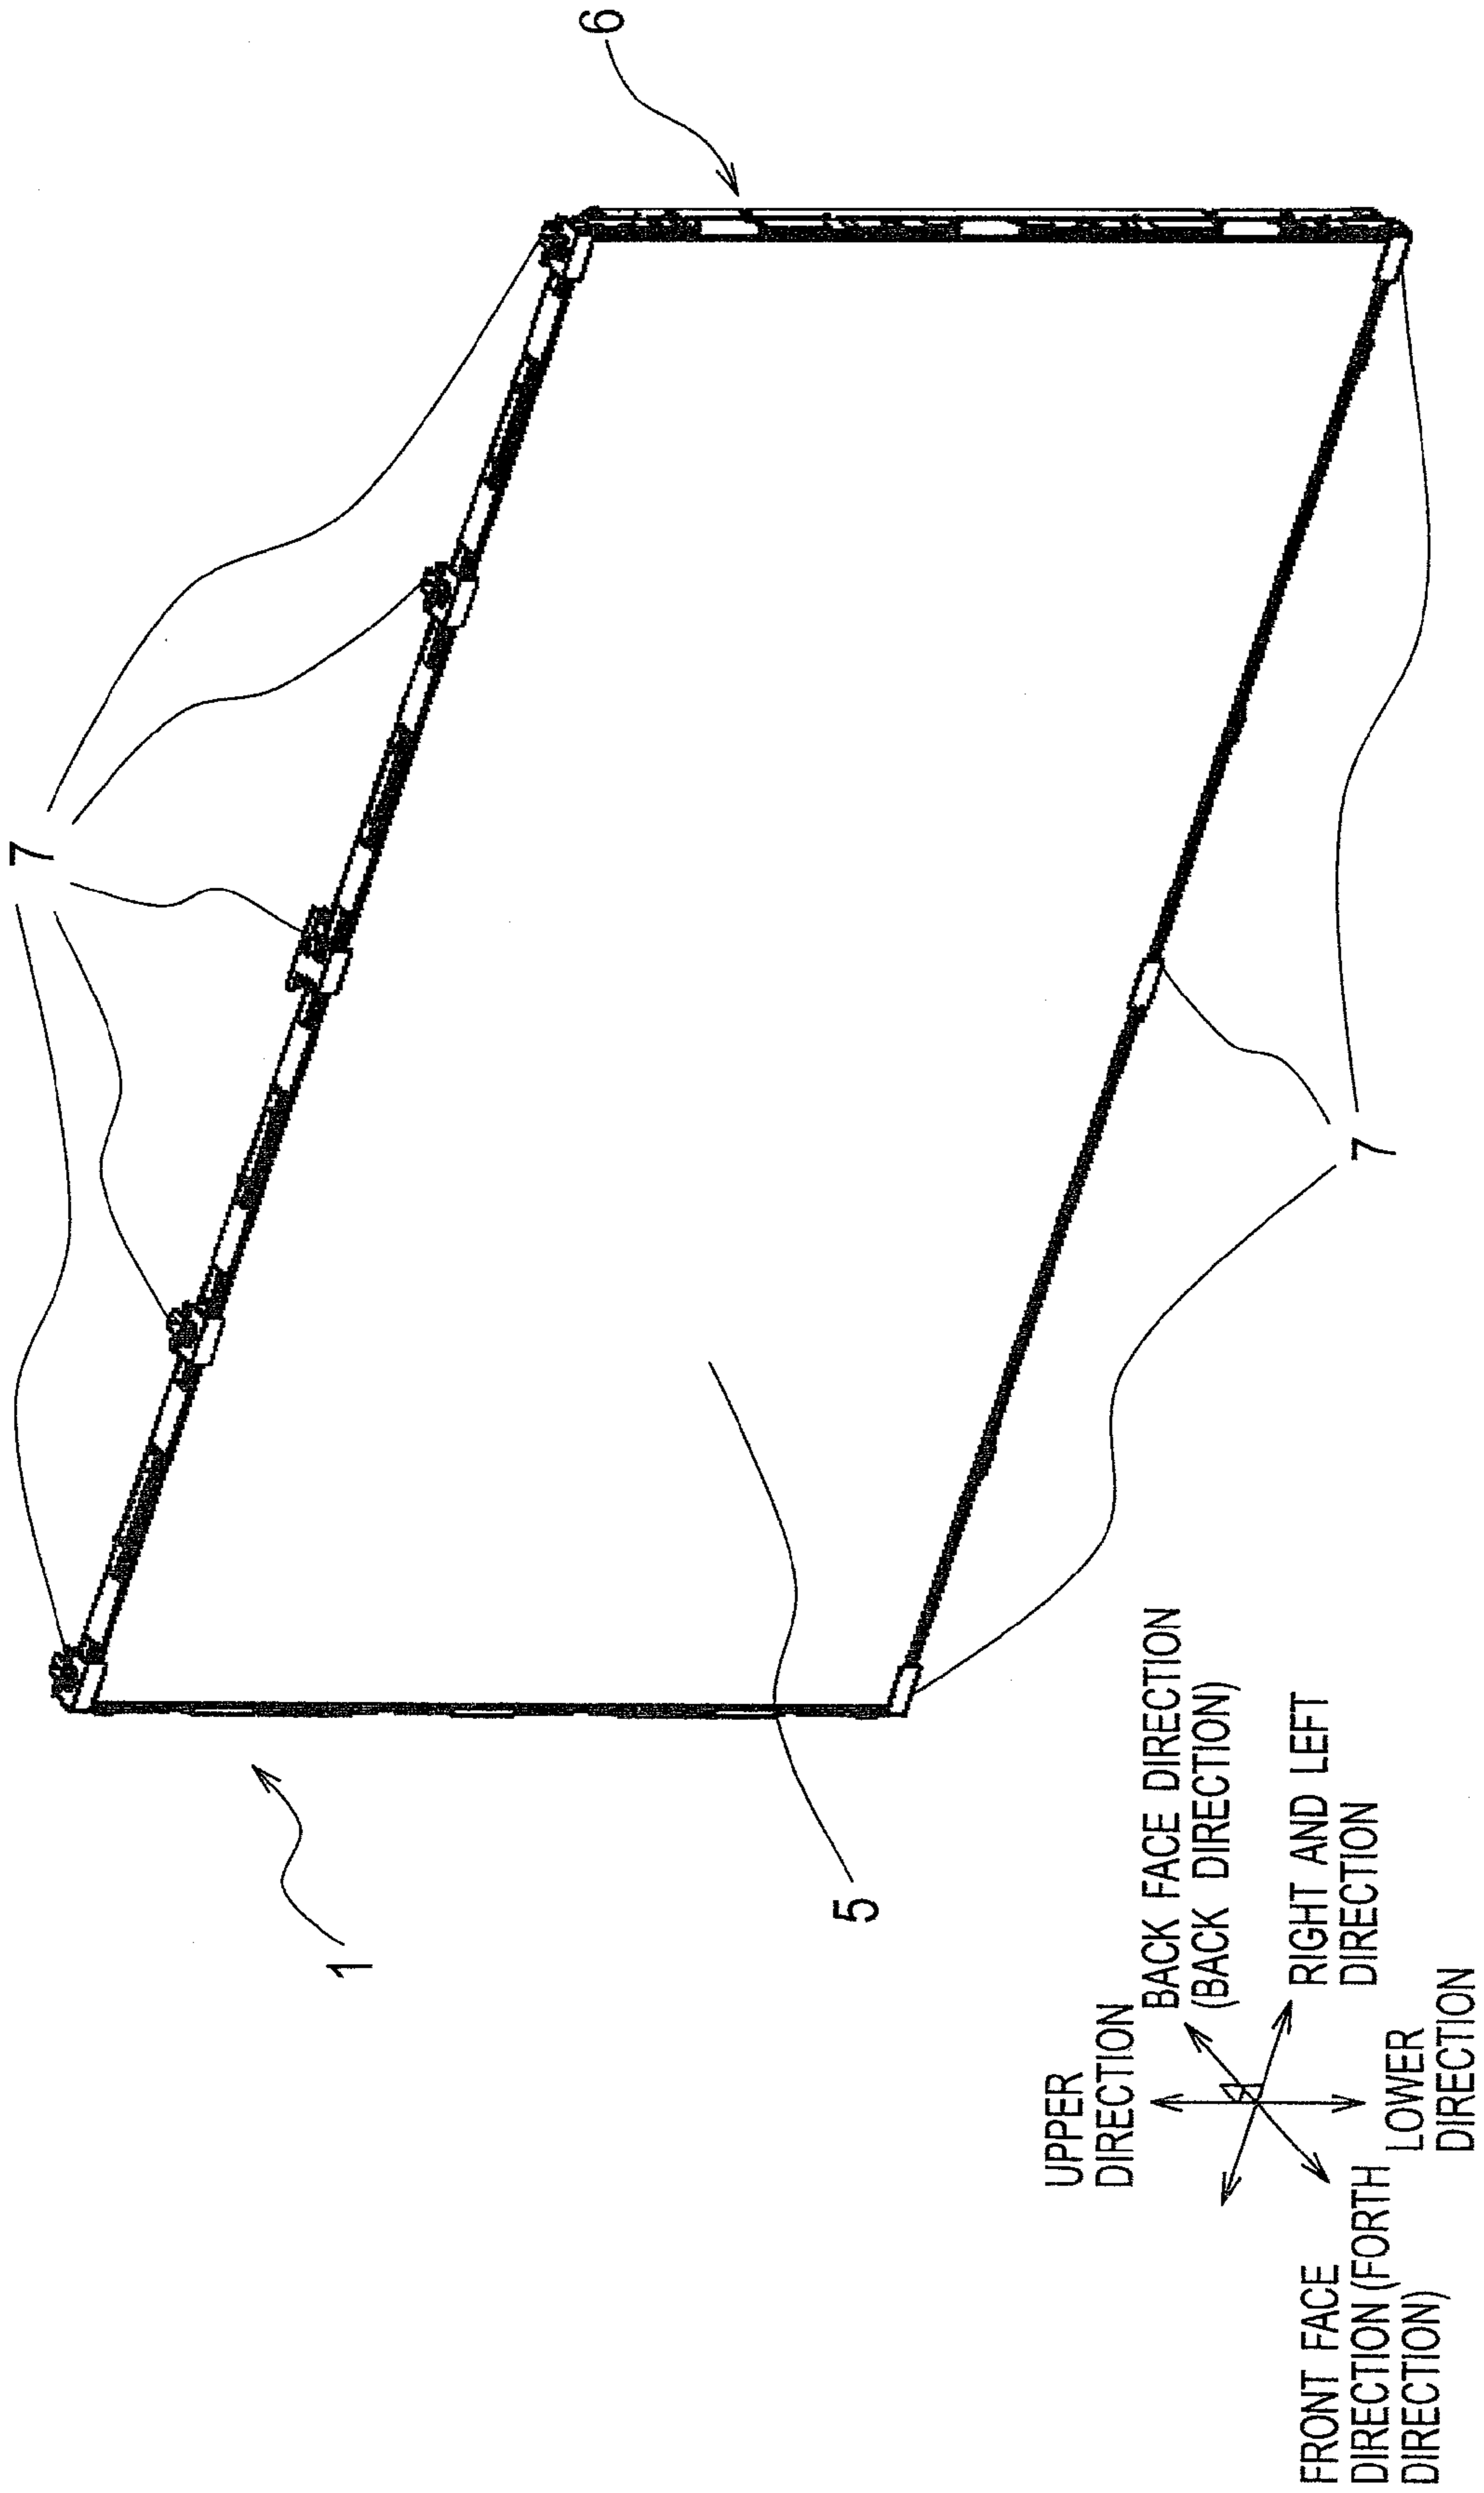 6
7
7
1
5
UPPER
DIRECTION
BACK FACE DIRECTION
(BACK DIRECTION)
RIGHT AND LEFT
DIRECTION
LOWER
DIRECTION
FRONT FACE
DIRECTION (FORTH
DIRECTION)